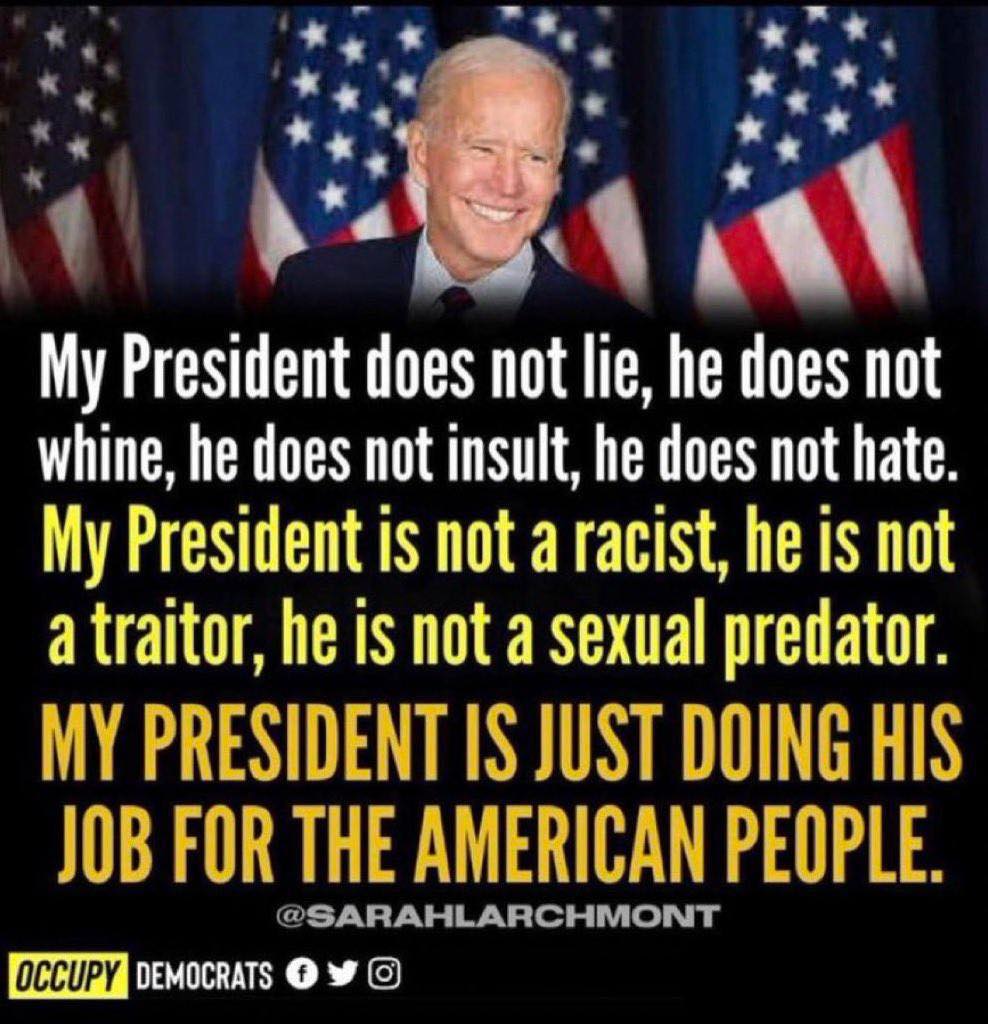 My President does not lie, he does not
whine, he does not insult, he does not hate.
My President is not a racist, he is not
a traitor, he is not a sexual predator.
MY PRESIDENT IS JUST DOING HIS
JOB FOR THE AMERICAN PEOPLE.
@SARAHLARCHMONT
OCCUPY DEMOCRATS